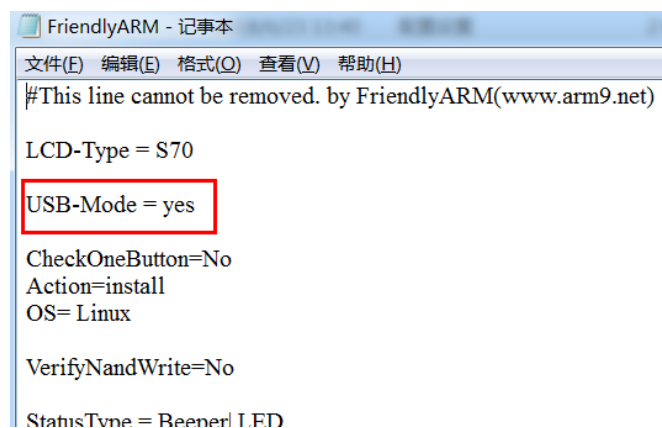 FriendlyARM - 记事本
文件(F) 编辑(E) 格式(O) 查看(V) 帮助(H)
#This line cannot be removed. by FriendlyARM(www.arm9.net)
LCD-Type = S70
USB-Mode = yes
CheckOneButton=No
Action=install
OS= Linux
VerifyNandWrite=No
StatusType = Beeper| LED